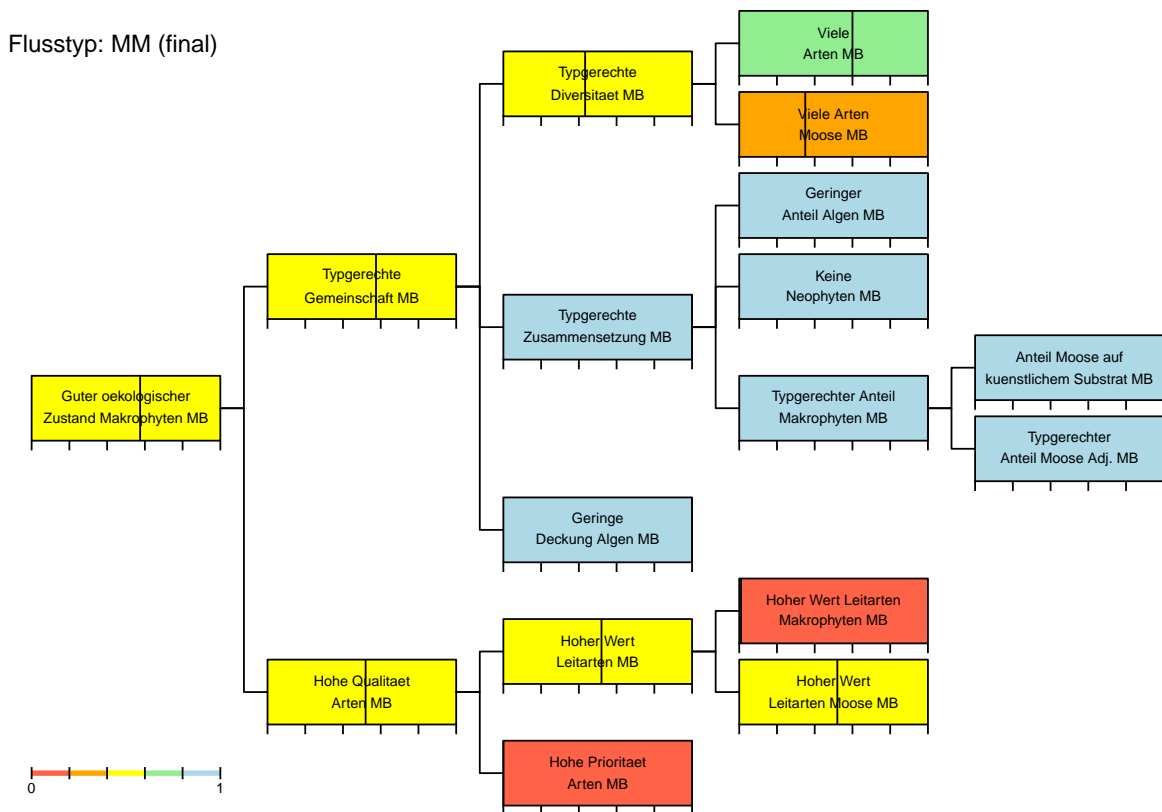 Flusstyp: MM (final)
Viele
Arten MB
Typgerechte
Diversitaet MB
Viele Arten
Moose MB
Geringer
Anteil Algen MB
Typgerechte
Gemeinschaft MB
Keine
Neophyten MB
Typgerechte
Zusammensetzung MB
Anteil Moose auf
kuenstlichem Substrat MB
Guter oekologischer
Zustand Makrophyten MB
Typgerechter Anteil
Makrophyten MB
Typgerechter
Anteil Moose Adj. MB
Geringe
Deckung Algen MB
Hoher Wert Leitarten
Makrophyten MB
Hoher Wert
Leitarten MB
Hohe Qualitaet
Arten MB
Hoher Wert
Leitarten Moose MB
Hohe Prioritaet
Arten MB
0 1